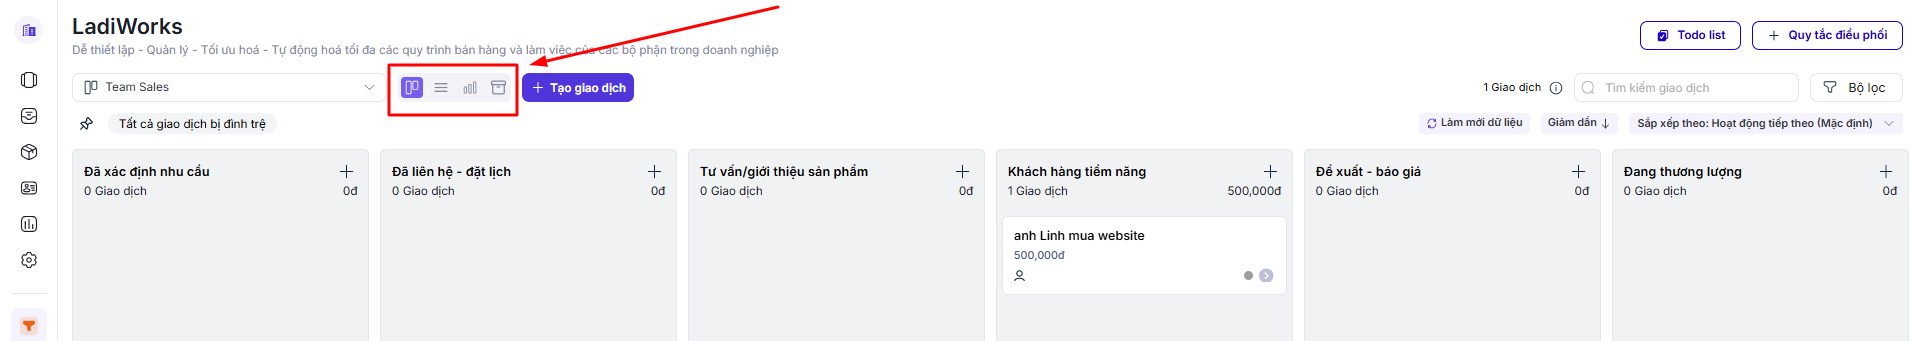 LadiWorks
Dễ thiết lập - Quản lý - Tối ưu hoá - Tự động hoá tối đa các quy trình bán hàng và làm việc của các bộ phận trong doanh nghiệp
Todo list
Quy tắc điều phối
Team Sales
Tạo giao dịch
1 Giao dịch
Tìm kiếm giao dịch
Bộ lọc
Tất cả giao dịch bị đình trệ
Làm mới dữ liệu
Giảm dần
Sắp xếp theo: Hoạt động tiếp theo (Mặc định)
Đã xác định nhu cầu
0 Giao dịch 0đ
Đã liên hệ - đặt lịch
0 Giao dịch 0đ
Tư vấn/giới thiệu sản phẩm
0 Giao dịch 0đ
Khách hàng tiềm năng
1 Giao dịch 500,000đ
anh Linh mua website
500,000đ
Đề xuất - báo giá
0 Giao dịch 0đ
Đang thương lượng
0 Giao dịch 0đ